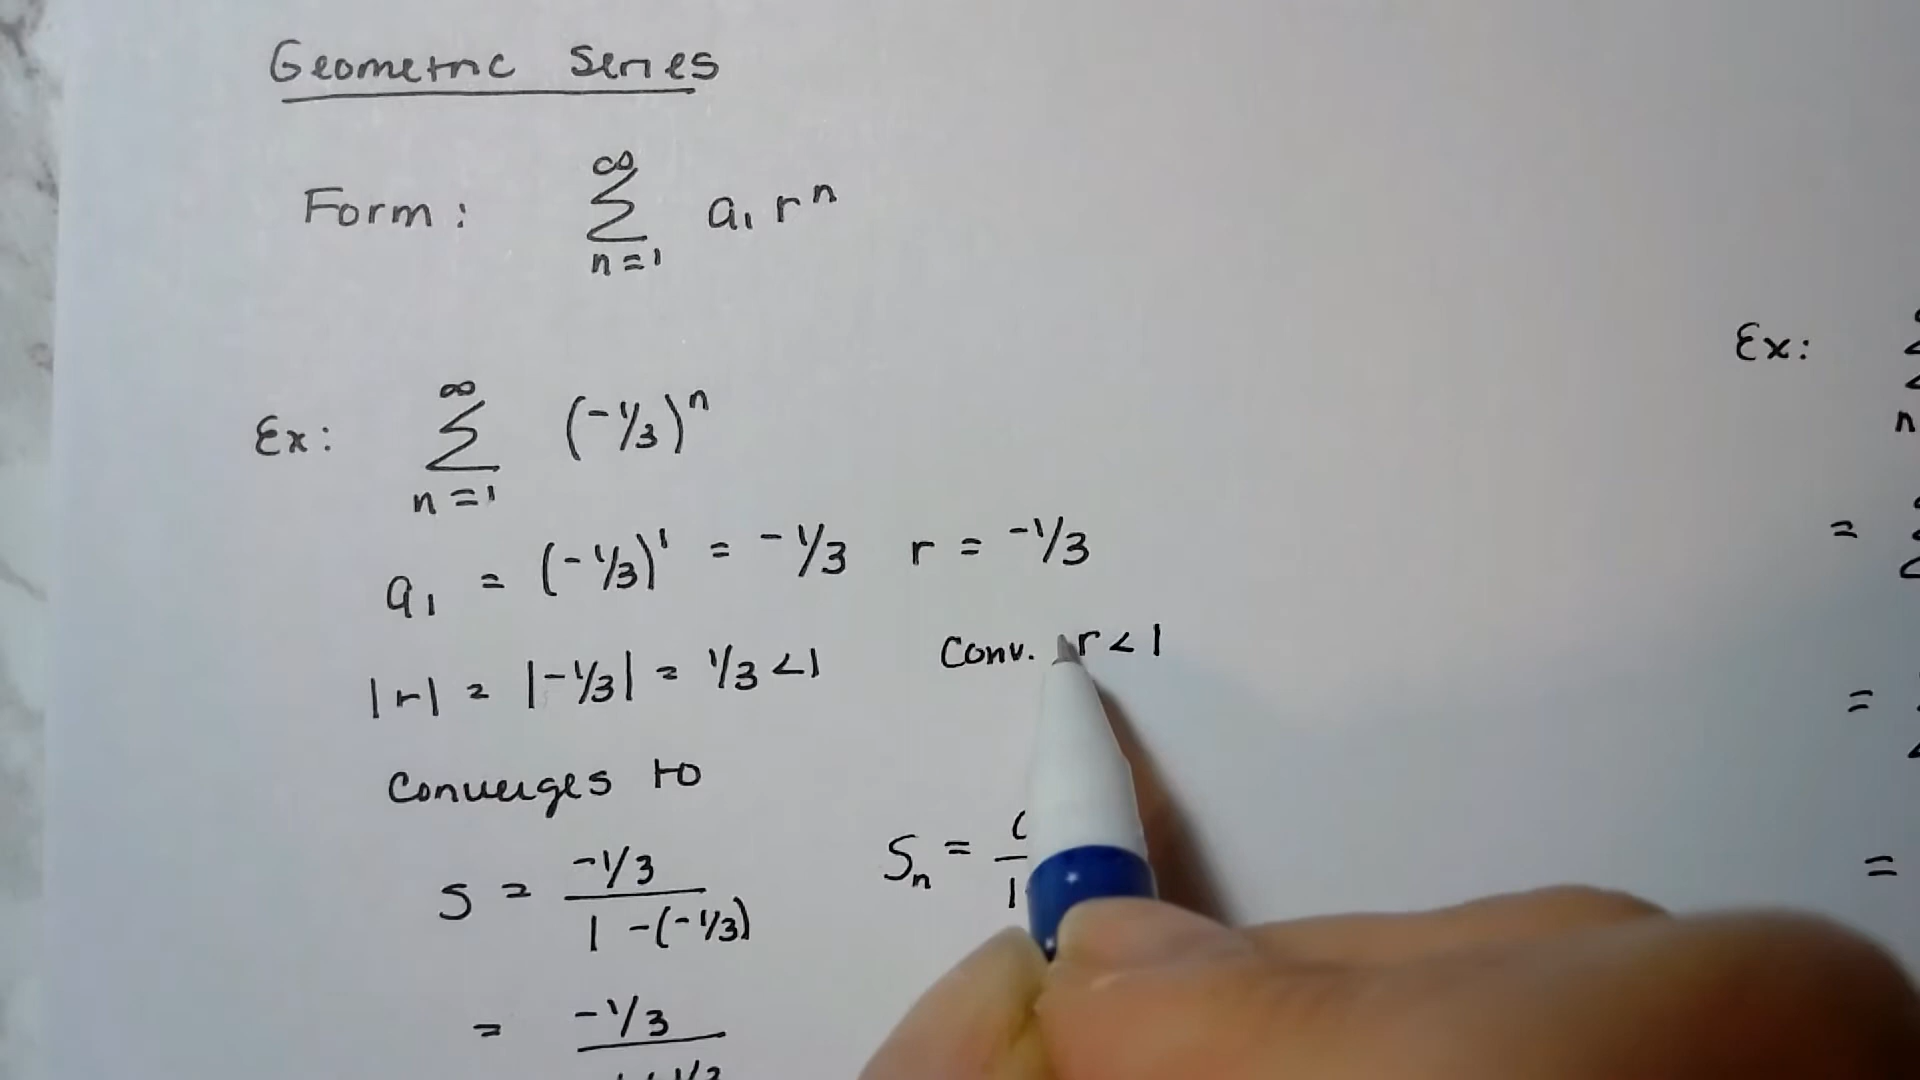 Geometric Series
Form: ∞ Σ n=1 a₁ rⁿ
Ex: ∞ Σ n=1 (-1/3)ⁿ
a₁ = (-1/3)¹ = -1/3 r = -1/3
|r| = |-1/3| = 1/3 < 1 Conv. r < 1
Converges to
S = -1/3 / 1 - (-1/3) Sₙ =
= -1/3
Ex:
n
=
=
=